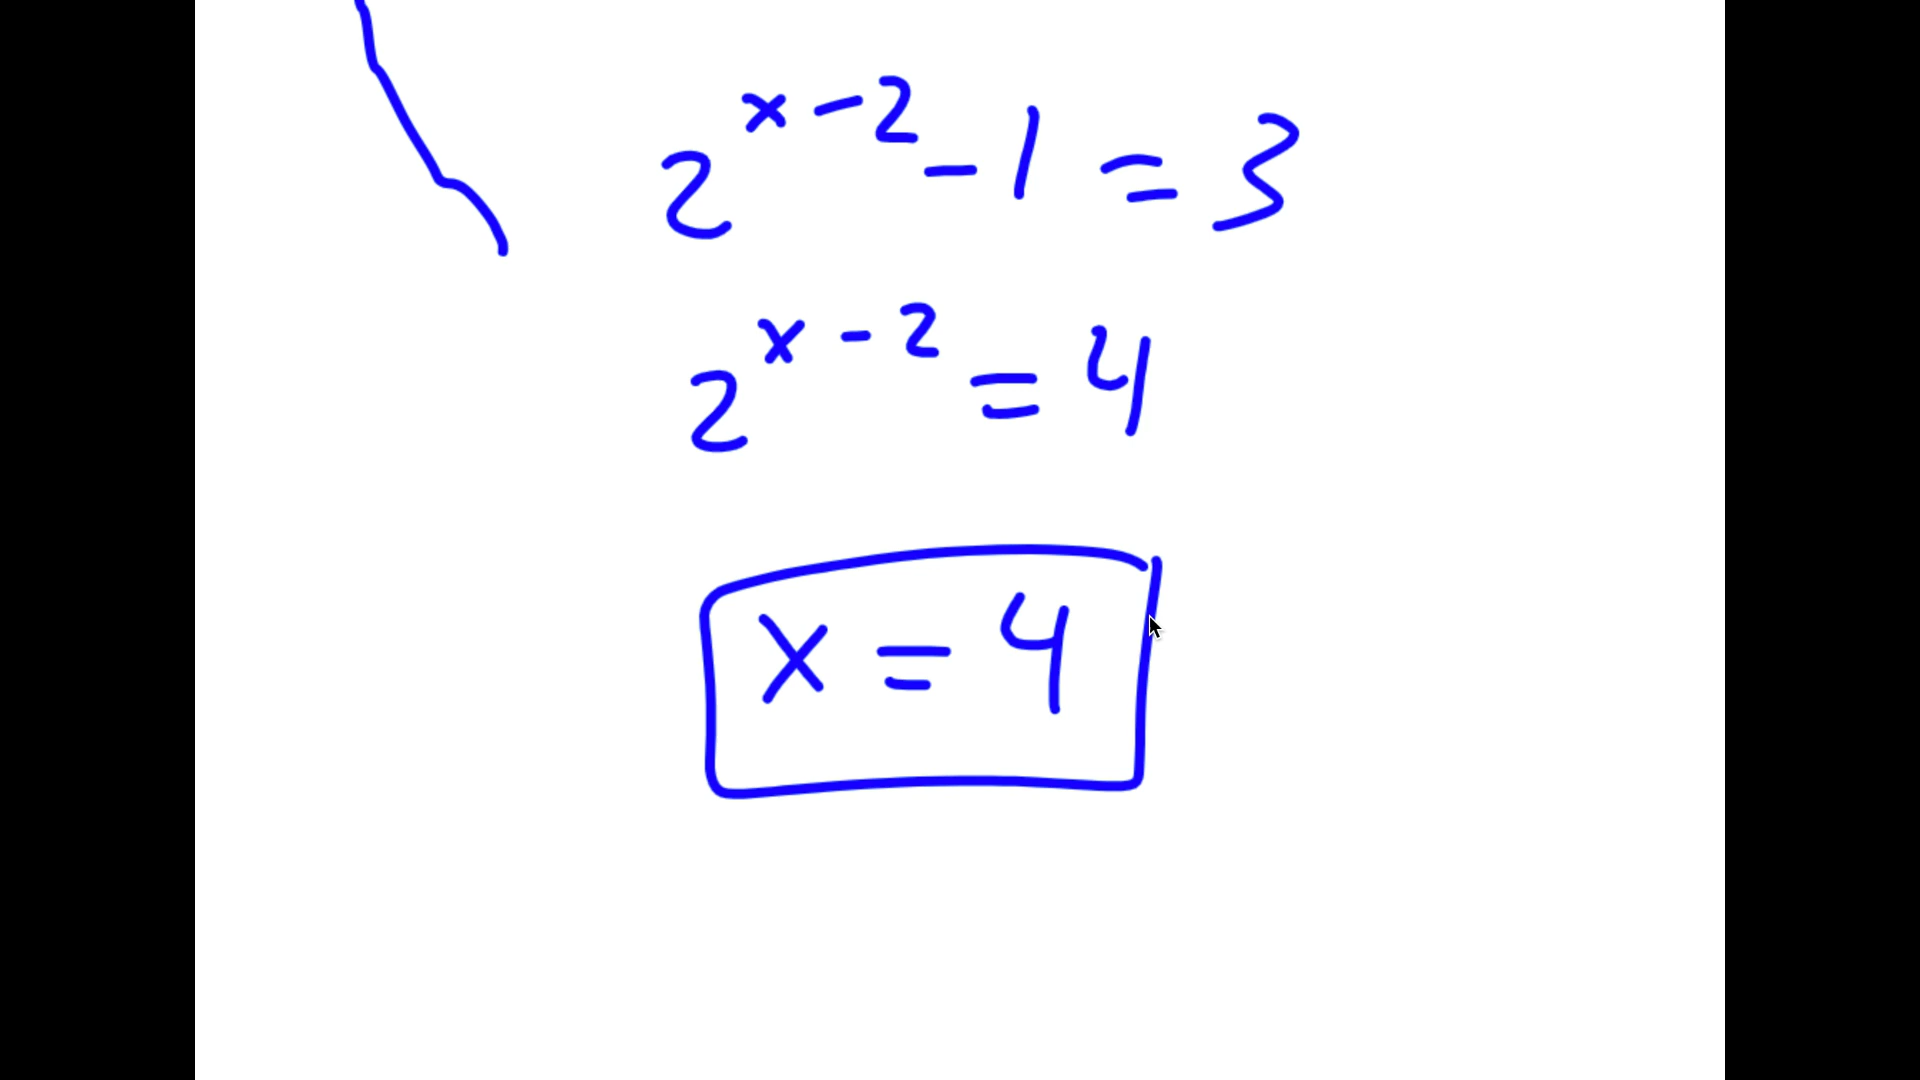 2^{x-2} - 1 = 3
2^{x-2} = 4
x = 4